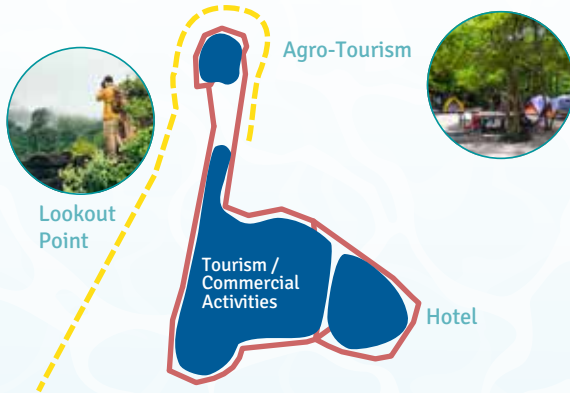 Agro-Tourism
Lookout
Point
Tourism /
Commercial
Activities
Hotel